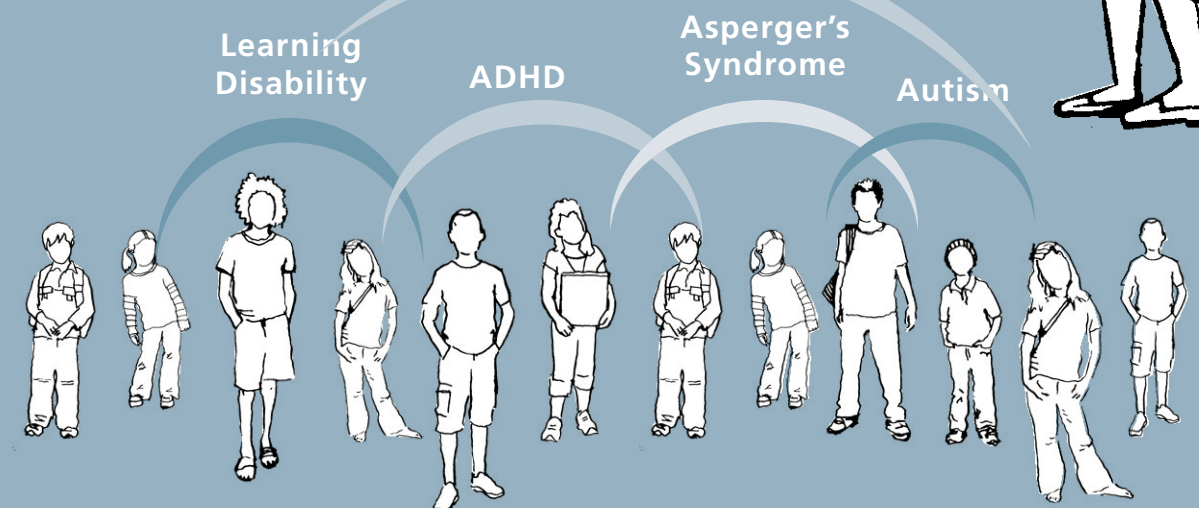 Learning
Disability
ADHD
Asperger’s
Syndrome
Autism